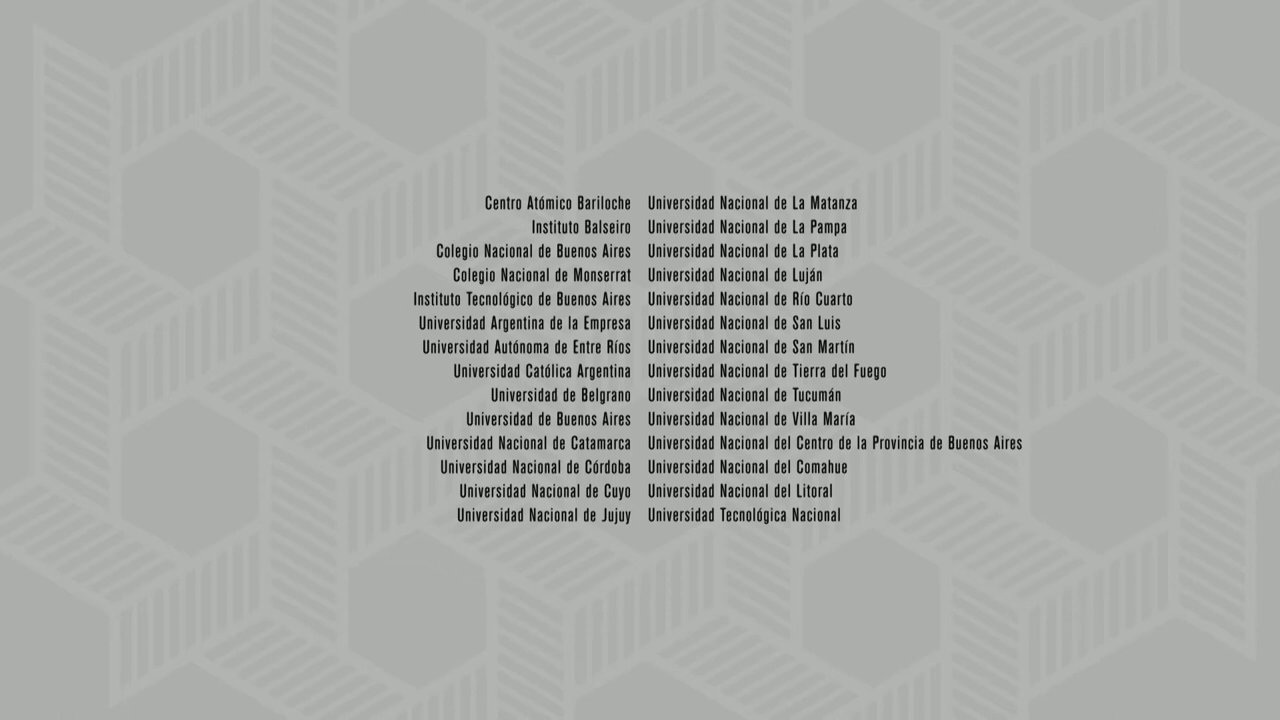 Centro Atómico Bariloche
Instituto Balseiro
Colegio Nacional de Buenos Aires
Colegio Nacional de Monserrat
Instituto Tecnológico de Buenos Aires
Universidad Argentina de la Empresa
Universidad Autónoma de Entre Ríos
Universidad Católica Argentina
Universidad de Belgrano
Universidad de Buenos Aires
Universidad Nacional de Catamarca
Universidad Nacional de Córdoba
Universidad Nacional de Cuyo
Universidad Nacional de Jujuy
Universidad Nacional de La Matanza
Universidad Nacional de La Pampa
Universidad Nacional de La Plata
Universidad Nacional de Luján
Universidad Nacional de Río Cuarto
Universidad Nacional de San Luis
Universidad Nacional de San Martín
Universidad Nacional de Tierra del Fuego
Universidad Nacional de Tucumán
Universidad Nacional de Villa María
Universidad Nacional del Centro de la Provincia de Buenos Aires
Universidad Nacional del Comahue
Universidad Nacional del Litoral
Universidad Tecnológica Nacional